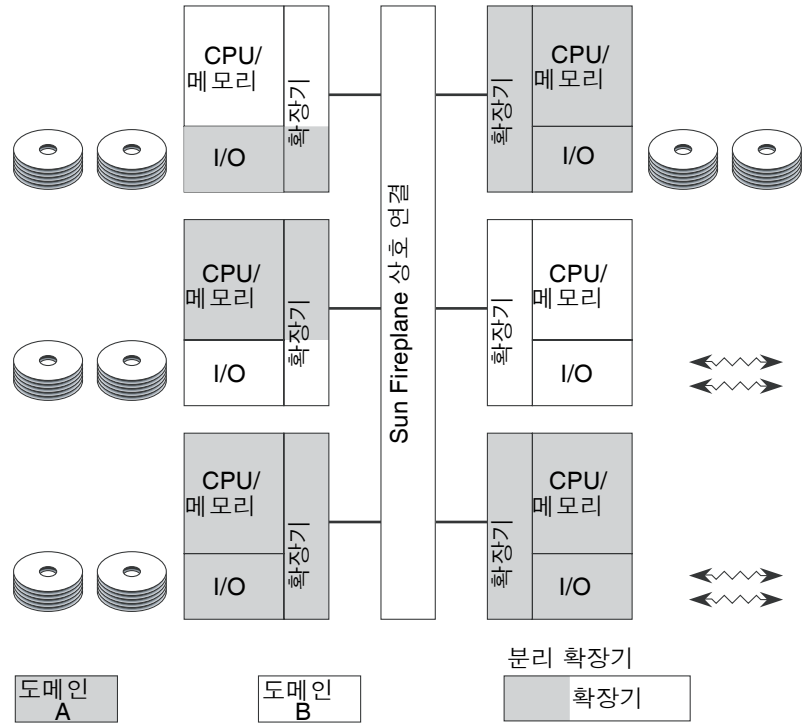 CPU/
메모리
확장기
I/O
CPU/
메모리
확장기
I/O
CPU/
메모리
확장기
I/O
Sun Fireplane 상호 연결
확장기
CPU/
메모리
I/O
확장기
CPU/
메모리
I/O
확장기
CPU/
메모리
I/O
도메인
A
도메인
B
분리 확장기
확장기